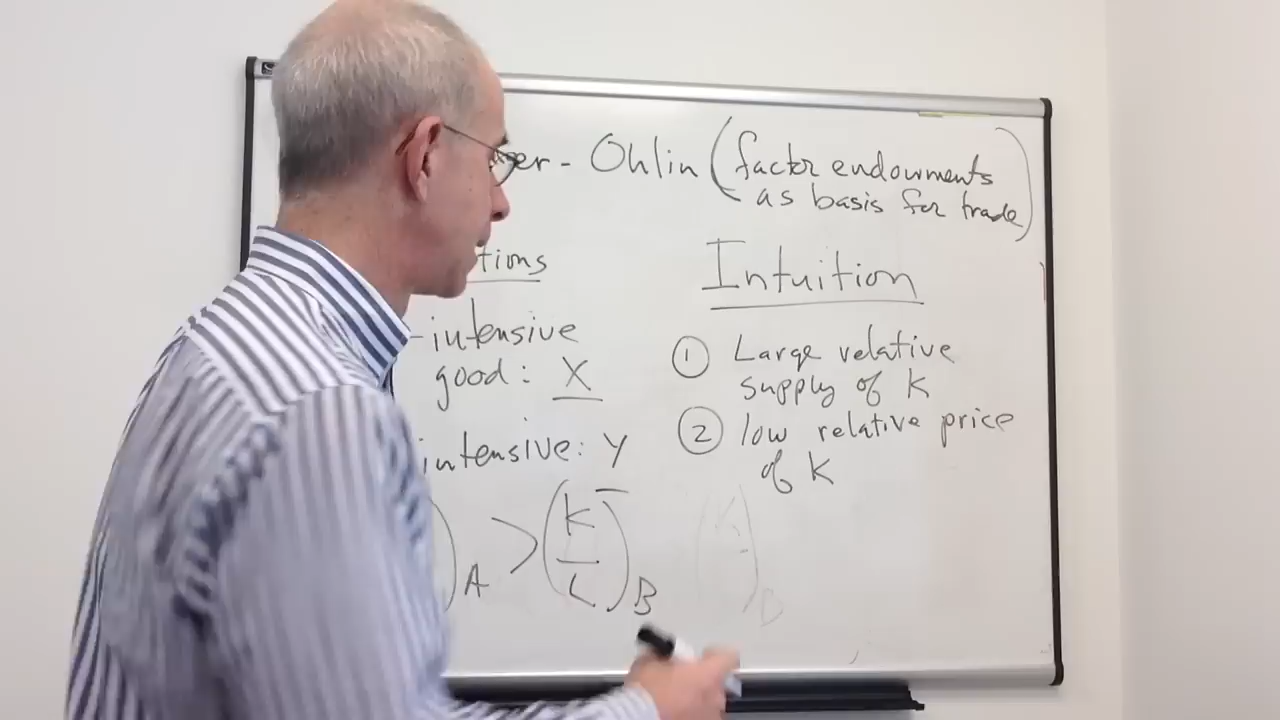 er - Ohlin (factor endowments
as basis for trade)
tions
Intuition
-intensive
good: X
intensive: Y
① Large relative
supply of K
② low relative price
of K
)A > (K/L)B